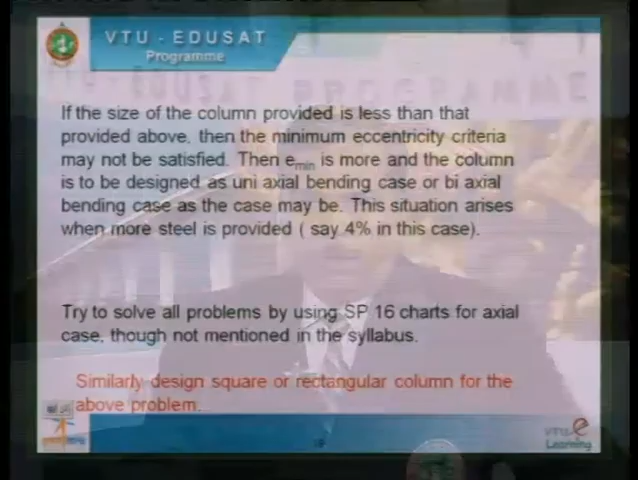 VTU - EDUSAT
Programme
PROGRAMME
If the size of the column provided is less than that
provided above, then the minimum eccentricity criteria
may not be satisfied. Then emin is more and the column
is to be designed as uni axial bending case or bi axial
bending case as the case may be. This situation arises
when more steel is provided ( say 4% in this case).
Try to solve all problems by using SP 16 charts for axial
case, though not mentioned in the syllabus.
Similarly design square or rectangular column for the
above problem.
VTU e
Learning